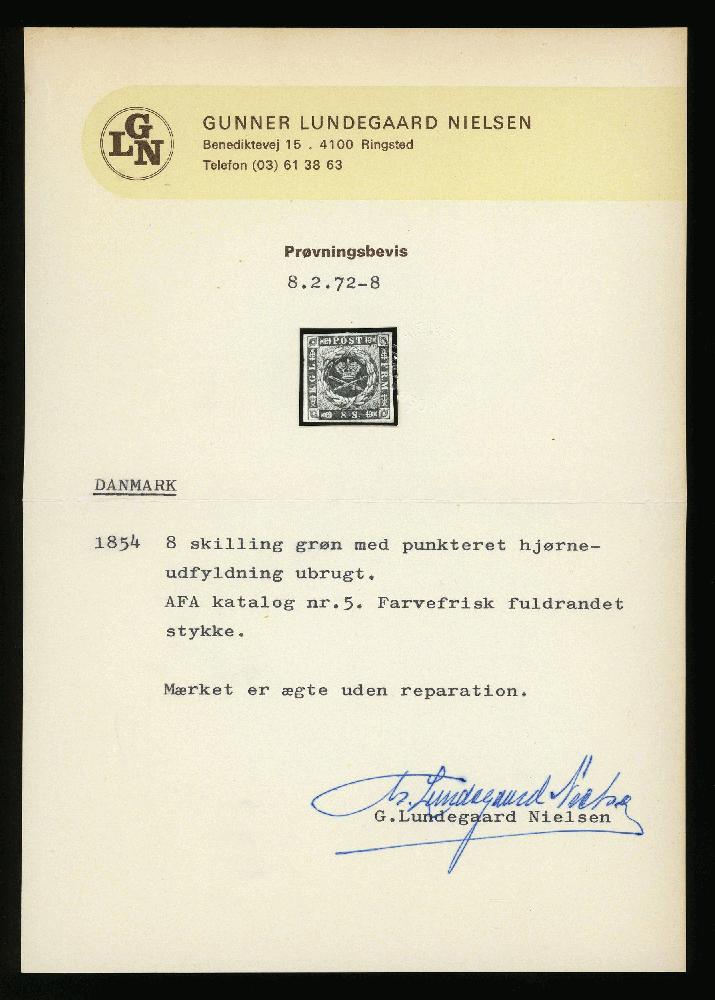 GLN
GUNNER LUNDEGAARD NIELSEN
Benediktevej 15 . 4100 Ringsted
Telefon (03) 61 38 63
Prøvningsbevis
8.2.72-8
POST
KGL
FRM
8 S.
DANMARK
1854 8 skilling grøn med punkteret hjørne-
udfyldning ubrugt.
AFA katalog nr.5. Farvefrisk fuldrandet
stykke.
Mærket er ægte uden reparation.
G. Lundegaard Nielsen
G.Lundegaard Nielsen